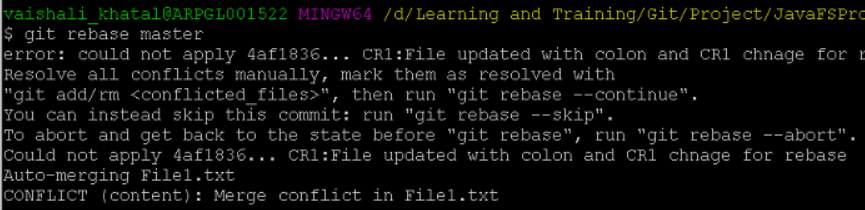 vaishali_khatal@ARPGL001522 MINGW64 /d/Learning and Training/Git/Project/JavaFSPro
$ git rebase master
error: could not apply 4af1836... CR1:File updated with colon and CR1 chnage for r
Resolve all conflicts manually, mark them as resolved with
"git add/rm <conflicted_files>", then run "git rebase --continue".
You can instead skip this commit: run "git rebase --skip".
To abort and get back to the state before "git rebase", run "git rebase --abort".
Could not apply 4af1836... CR1:File updated with colon and CR1 chnage for rebase
Auto-merging File1.txt
CONFLICT (content): Merge conflict in File1.txt